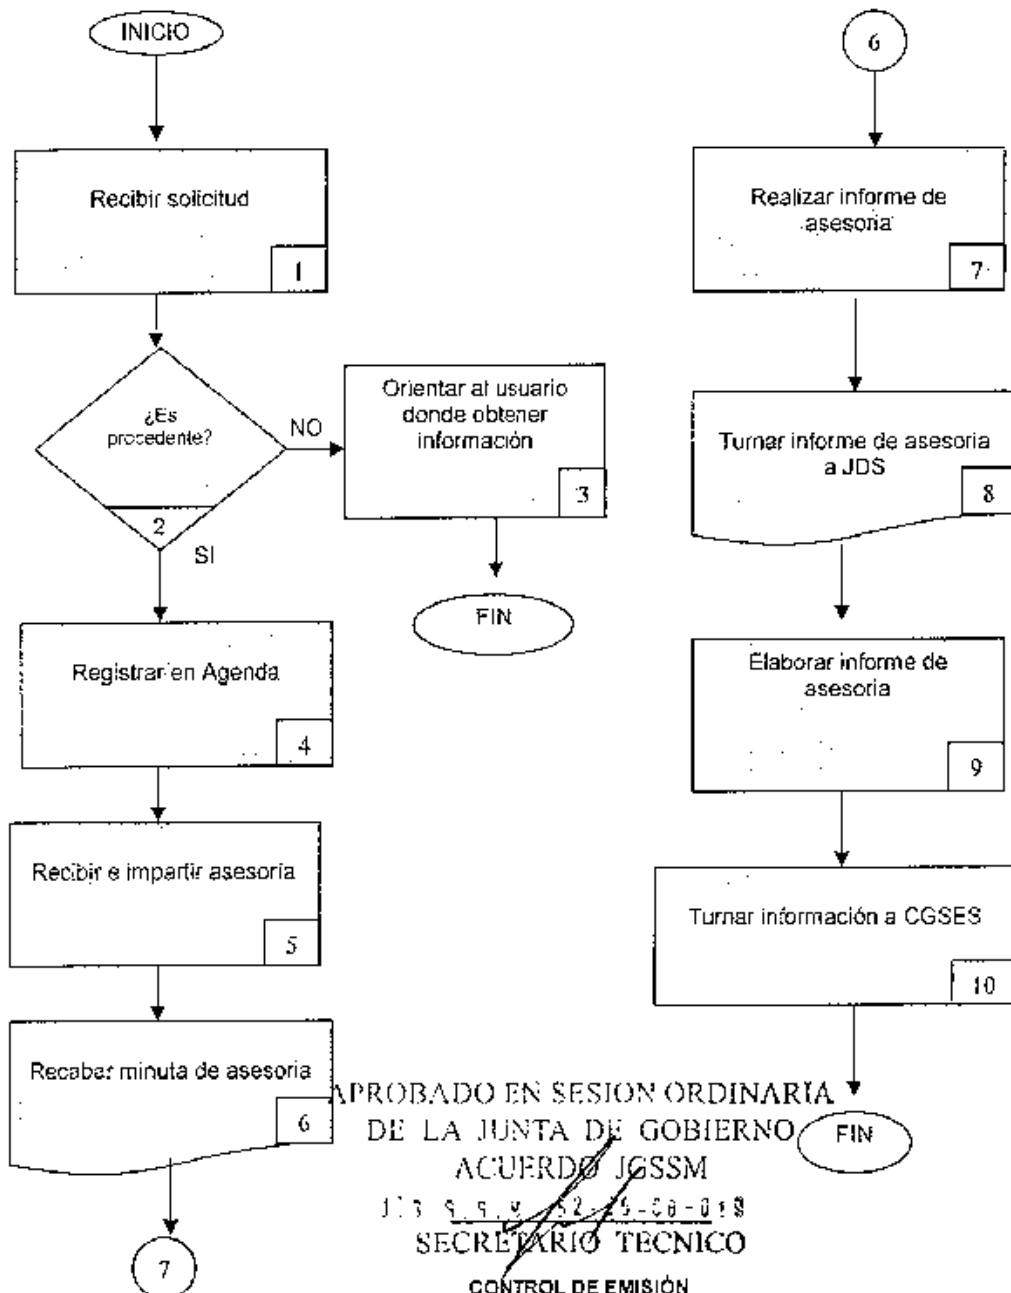 INICIO
Recibir solicitud
1
¿Es
procedente?
2
NO
SI
Orientar al usuario
donde obtener
información
3
FIN
Registrar en Agenda
4
Recibir e impartir asesoría
5
Recabar minuta de asesoria
6
7
6
Realizar informe de
asesoria
7
Turnar informe de asesoria
a JDS
8
Elaborar informe de
asesoria
9
Turnar información a CGSES
10
FIN
APROBADO EN SESION ORDINARIA
DE LA JUNTA DE GOBIERNO
ACUERDO JGSSM
SECRETARIO TECNICO
CONTROL DE EMISIÓN